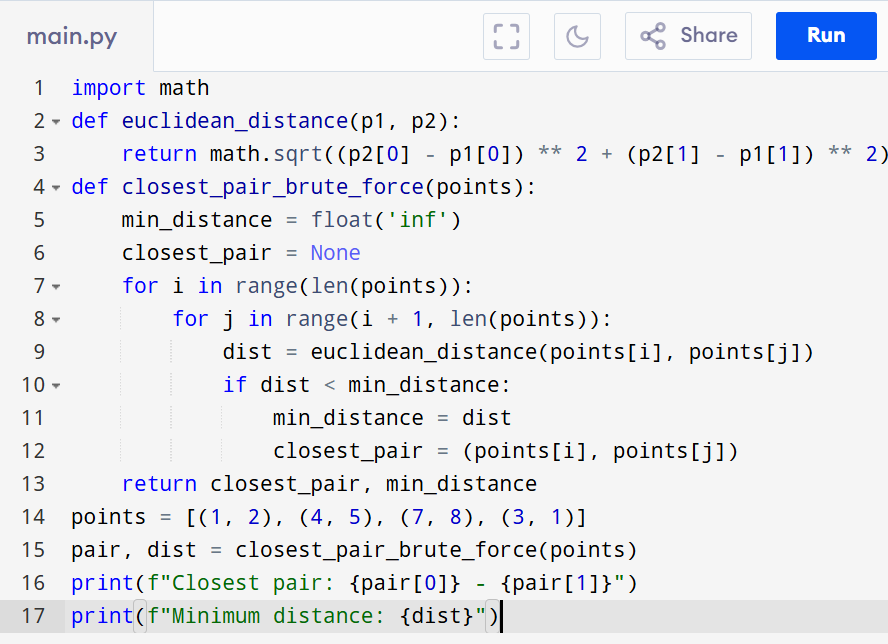 main.py
Share
Run
1 import math
2 def euclidean_distance(p1, p2):
3     return math.sqrt((p2[0] - p1[0]) ** 2 + (p2[1] - p1[1]) ** 2)
4 def closest_pair_brute_force(points):
5     min_distance = float('inf')
6     closest_pair = None
7     for i in range(len(points)):
8         for j in range(i + 1, len(points)):
9             dist = euclidean_distance(points[i], points[j])
10             if dist < min_distance:
11                 min_distance = dist
12                 closest_pair = (points[i], points[j])
13     return closest_pair, min_distance
14 points = [(1, 2), (4, 5), (7, 8), (3, 1)]
15 pair, dist = closest_pair_brute_force(points)
16 print(f"Closest pair: {pair[0]} - {pair[1]}")
17 print(f"Minimum distance: {dist}")